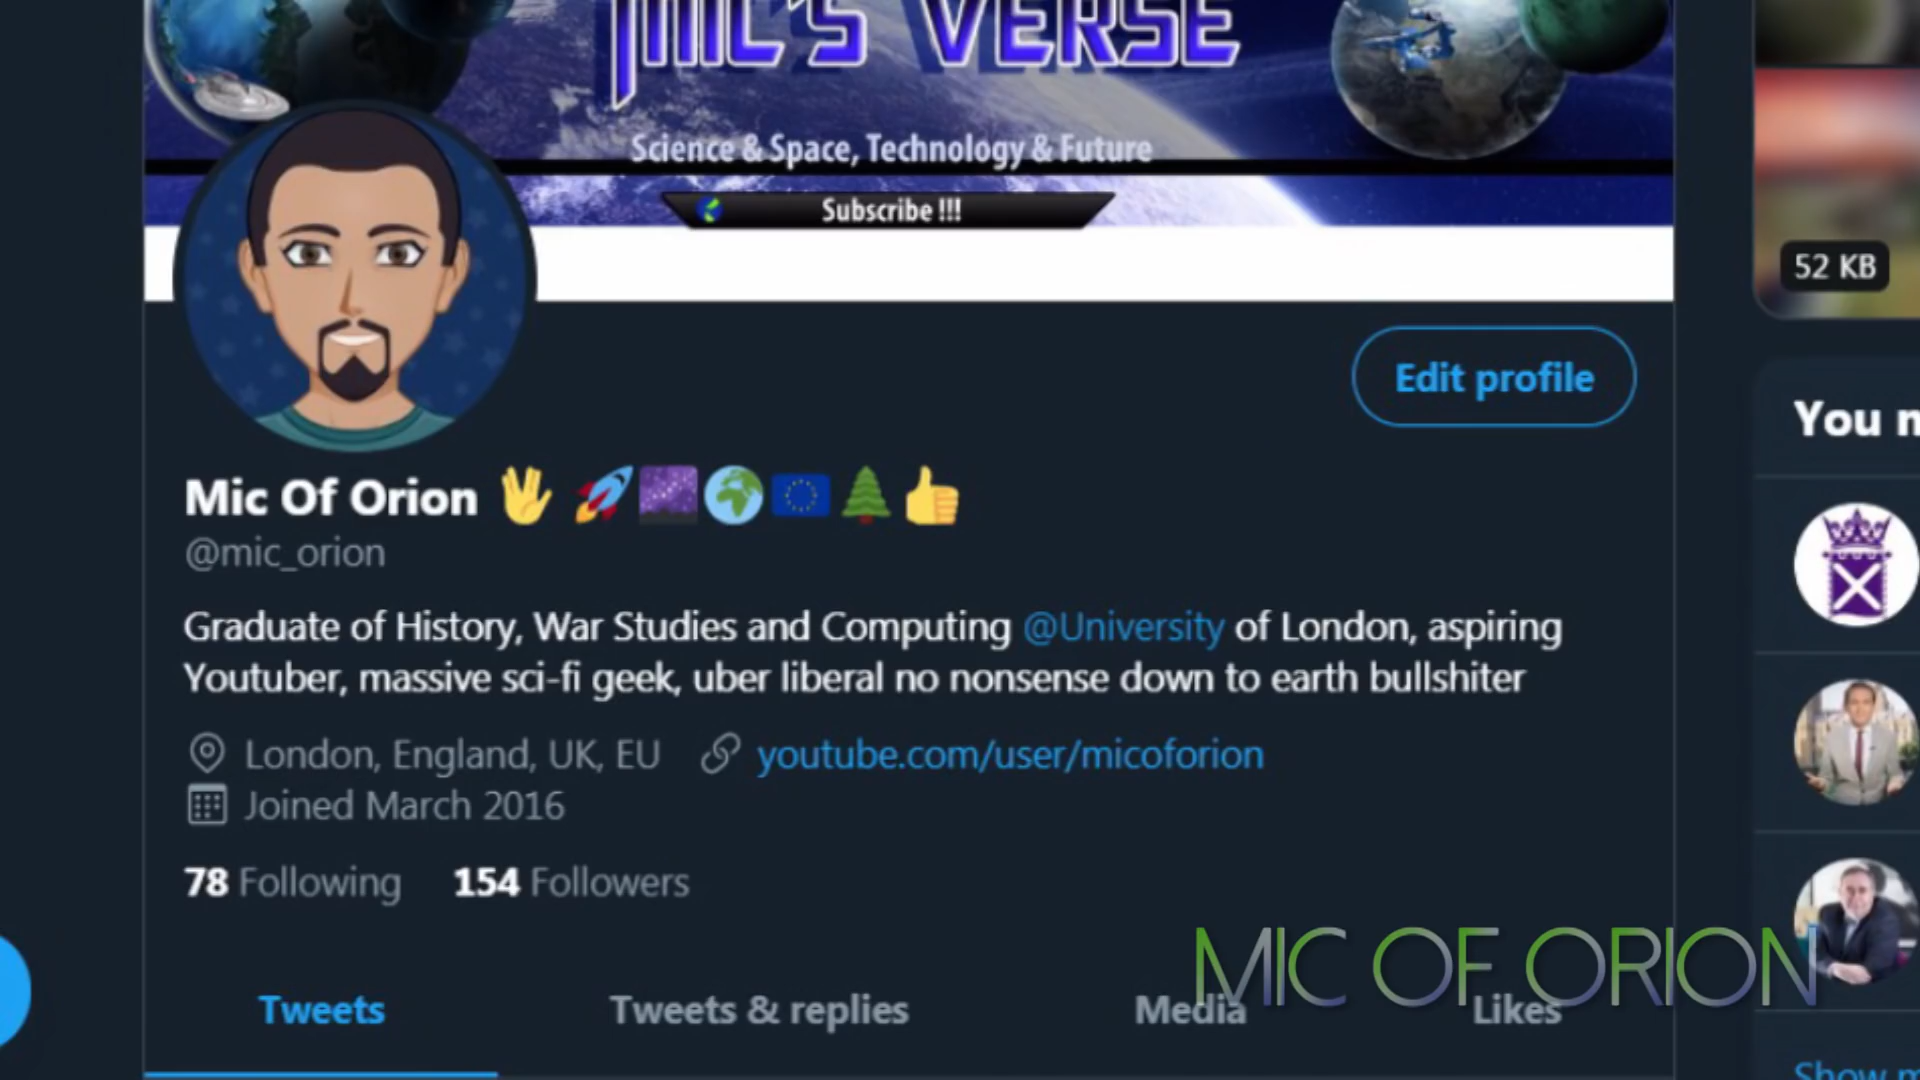 MIC'S VERSE
Science & Space, Technology & Future
Subscribe !!!
52 KB
Edit profile
You
Mic Of Orion 🖖 🚀🌌🌍🇪🇺🌲👍
@mic_orion
Graduate of History, War Studies and Computing @University of London, aspiring
Youtuber, massive sci-fi geek, uber liberal no nonsense down to earth bullshiter
London, England, UK, EU youtube.com/user/micoforion
Joined March 2016
78 Following 154 Followers
MIC OF ORION
Tweets Tweets & replies Media Likes
Show